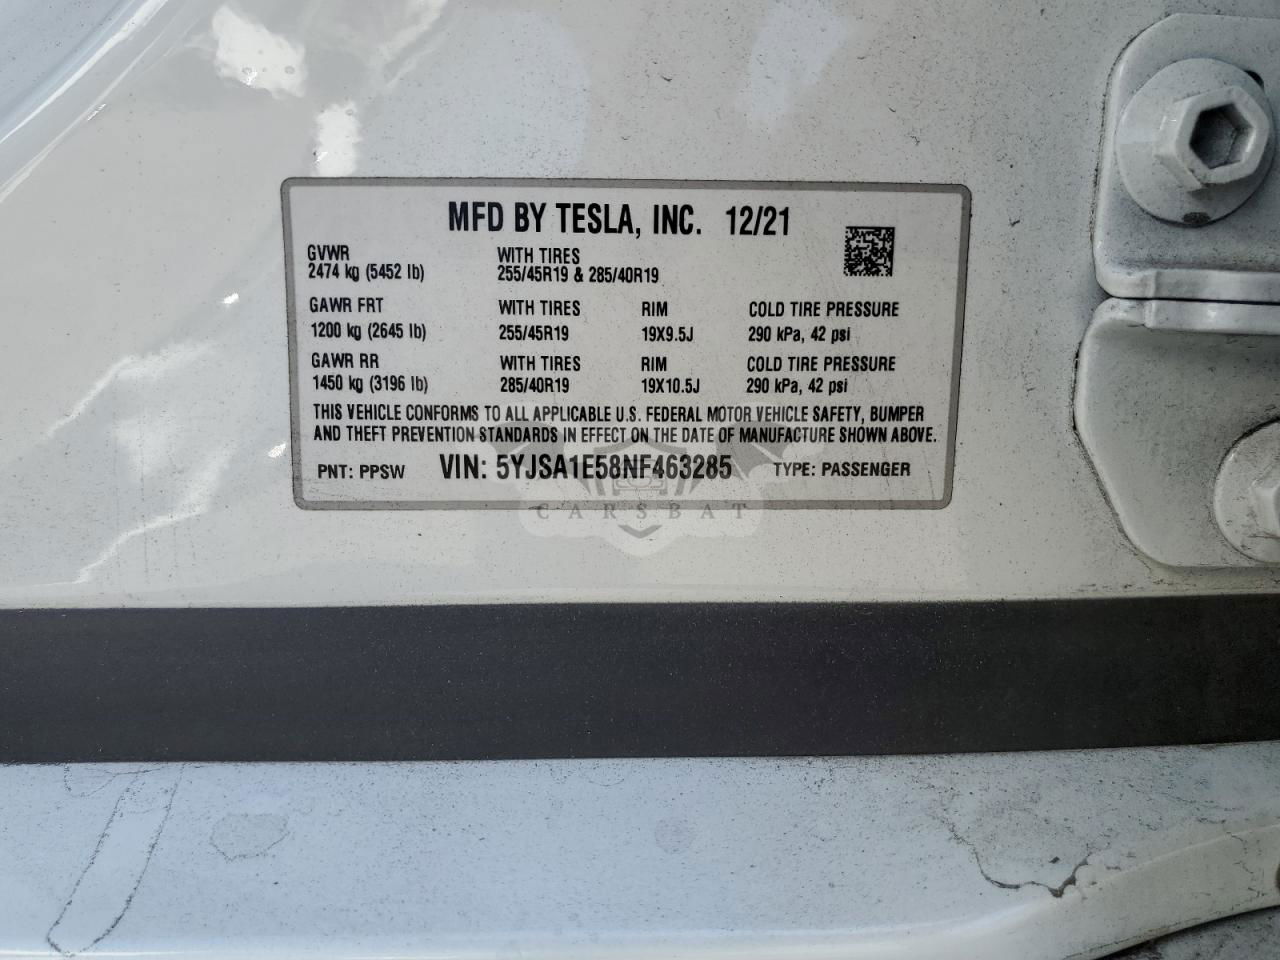 MFD BY TESLA, INC. 12/21
GVWR WITH TIRES
2474 kg (5452 lb) 255/45R19 & 285/40R19
GAWR FRT WITH TIRES RIM COLD TIRE PRESSURE
1200 kg (2645 lb) 255/45R19 19X9.5J 290 kPa, 42 psi
GAWR RR WITH TIRES RIM COLD TIRE PRESSURE
1450 kg (3196 lb) 285/40R19 19X10.5J 290 kPa, 42 psi
THIS VEHICLE CONFORMS TO ALL APPLICABLE U.S. FEDERAL MOTOR VEHICLE SAFETY, BUMPER
AND THEFT PREVENTION STANDARDS IN EFFECT ON THE DATE OF MANUFACTURE SHOWN ABOVE.
PNT: PPSW VIN: 5YJSA1E58NF463285 TYPE: PASSENGER
CARSBAT